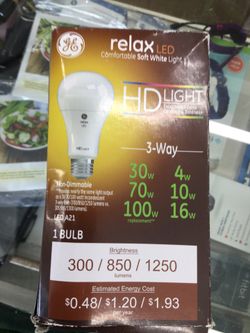 GE
relax LED
Comfortable Soft White Light
HD LIGHT
3-Way
30w 4w
70w 10w
100w 16w
replacement
Non-Dimmable
LED A21
1 BULB
Brightness
300 / 850 / 1250
lumens
Estimated Energy Cost
$0.48/ $1.20 / $1.93
per year